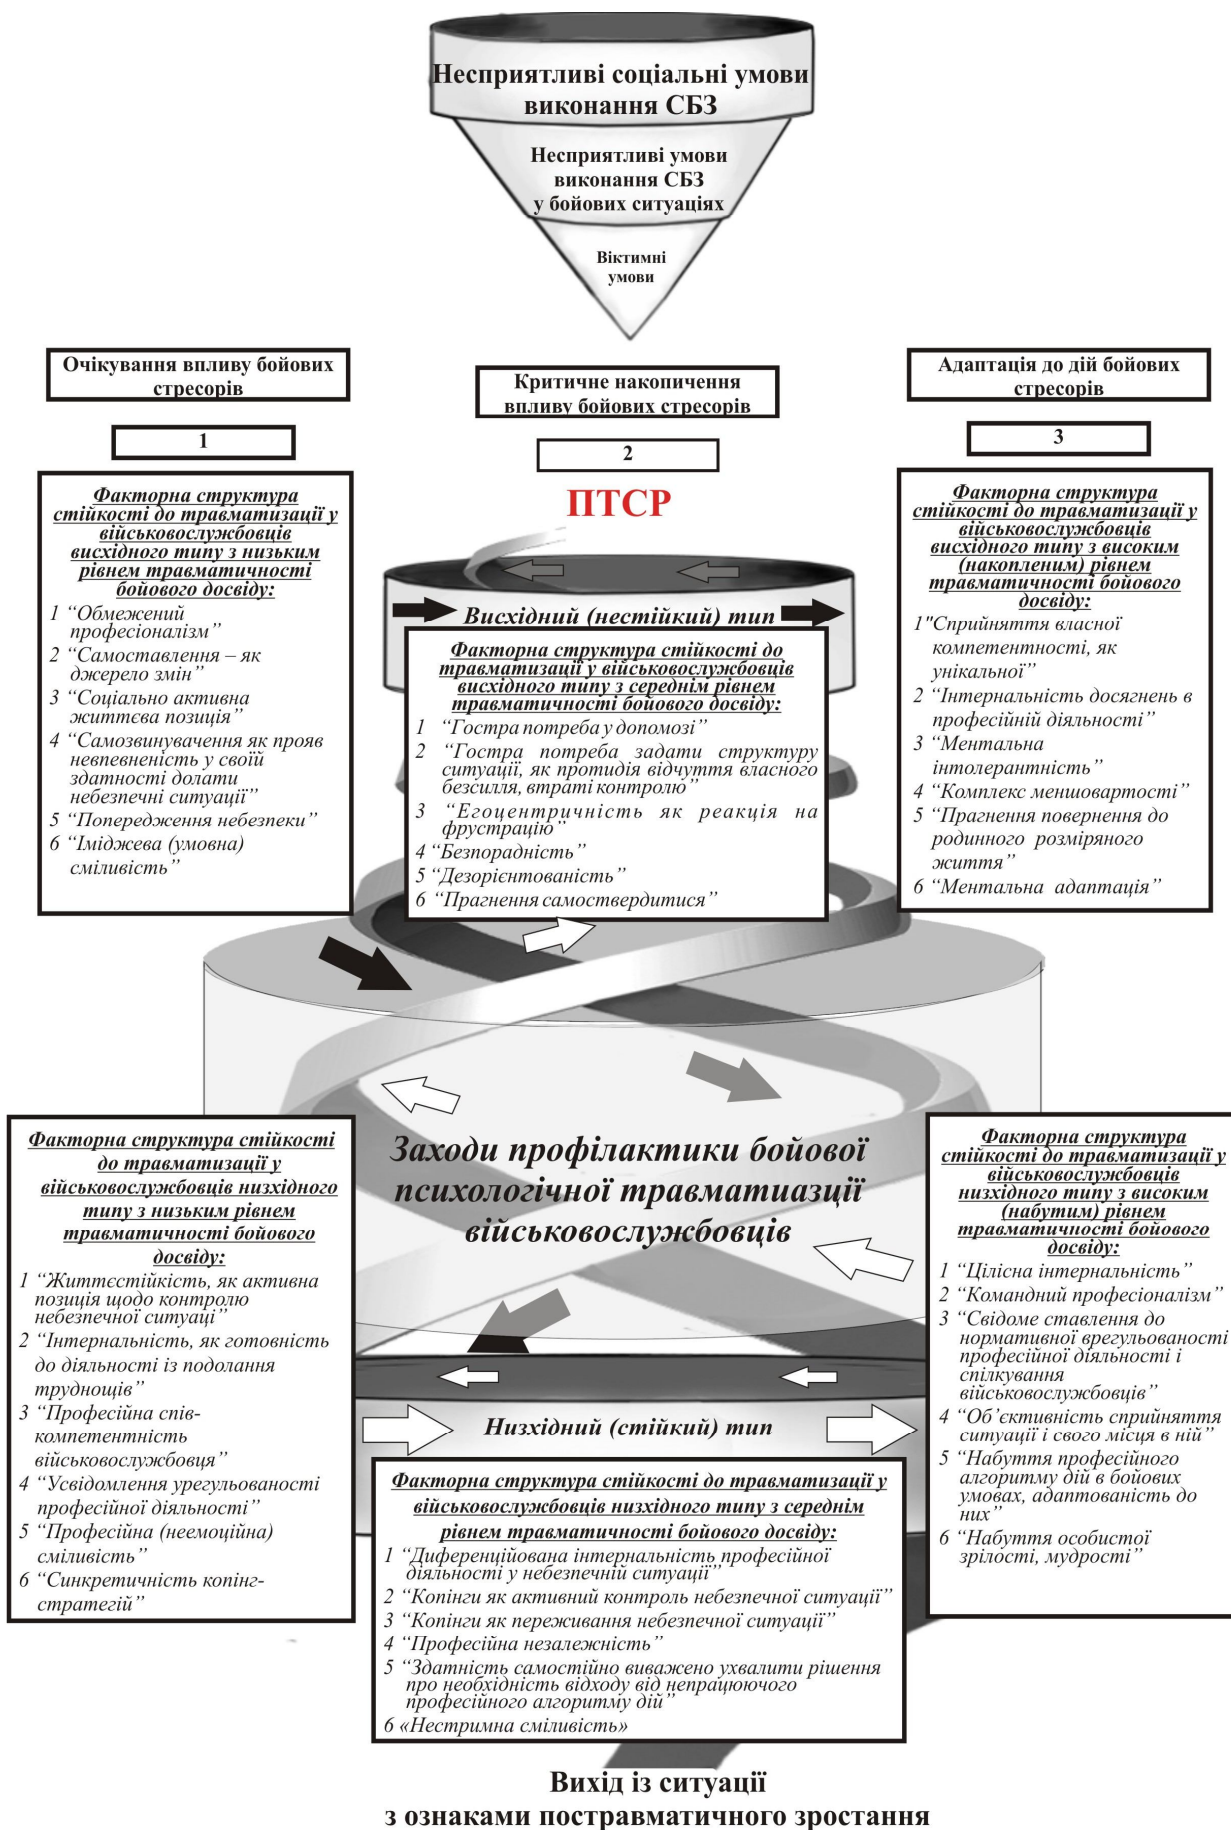 Несприятливі соціальні умови
виконання СБЗ
Несприятливі умови
виконання СБЗ
у бойових ситуаціях
Віктимні
умови
Очікування впливу бойових
стресорів
1
Критичне накопичення
впливу бойових стресорів
2
Адаптація до дій бойових
стресорів
3
Факторна структура
стійкості до травматизації у
військовослужбовців
висхідного типу з низьким
рівнем травматичності
бойового досвіду:
1 “Обмежений
професіоналізм”
2 “Самоставлення – як
джерело змін”
3 “Соціально активна
життєва позиція”
4 “Самозвинувачення як прояв
невпевненість у своїй
здатності долати
небезпечні ситуації”
5 “Попередження небезпеки”
6 “Іміджева (умовна)
сміливість”
ПТСР
Висхідний (нестійкий) тип
Факторна структура стійкості до
травматизації у військовослужбовців
висхідного типу з середнім рівнем
травматичності бойового досвіду:
1 “Гостра потреба у допомозі”
2 “Гостра потреба задати структуру
ситуації, як протидія відчуття власного
безсилля, втраті контролю”
3 “Егоцентричність як реакція на
фрустрацію”
4 “Безпорадність”
5 “Дезорієнтованість”
6 “Прагнення самоствердитися”
Факторна структура
стійкості до травматизації у
військовослужбовців
висхідного типу з високим
(накопленим) рівнем
травматичності бойового
досвіду:
1"Сприйняття власної
компетентності, як
унікальної”
2 “Інтернальність досягнень в
професійній діяльності”
3 “Ментальна
інтолерантність”
4 “Комплекс меншовартості”
5 “Прагнення повернення до
родинного розміряного
життя”
6 “Ментальна адаптація”
Заходи профілактики бойової
психологічної травматиазції
військовослужбовців
Факторна структура стійкості
до травматизації у
військовослужбовців низхідного
типу з низьким рівнем
травматичності бойового
досвіду:
1 “Життєстійкість, як активна
позиція щодо контролю
небезпечної ситуації”
2 “Інтернальність, як готовність
до діяльності із подолання
труднощів”
3 “Професійна спів-
компетентність
військовослужбовця”
4 “Усвідомлення урегульованості
професійної діяльності”
5 “Професійна (неемоційна)
сміливість”
6 “Синкретичність копінг-
стратегій”
Низхідний (стійкий) тип
Факторна структура стійкості до травматизації у
військовослужбовців низхідного типу з середнім
рівнем травматичності бойового досвіду:
1 “Диференційована інтернальність професійної
діяльності у небезпечній ситуації”
2 “Копінги як активний контроль небезпечної ситуації”
3 “Копінги як переживання небезпечної ситуації”
4 “Професійна незалежність”
5 “Здатність самостійно виважено ухвалити рішення
про необхідність відходу від непрацюючого
професійного алгоритму дій”
6 «Нестримна сміливість»
Факторна структура
стійкості до травматизації у
військовослужбовців
низхідного типу з високим
(набутим) рівнем
травматичності бойового
досвіду:
1 “Цілісна інтернальність”
2 “Командний професіоналізм”
3 “Свідоме ставлення до
нормативної врегульованості
професійної діяльності і
спілкування
військовослужбовців”
4 “Об’єктивність сприйняття
ситуації і свого місця в ній”
5 “Набуття професійного
алгоритму дій в бойових
умовах, адаптованість до
них”
6 “Набуття особистої
зрілості, мудрості”
Вихід із ситуації
з ознаками постравматичного зростання